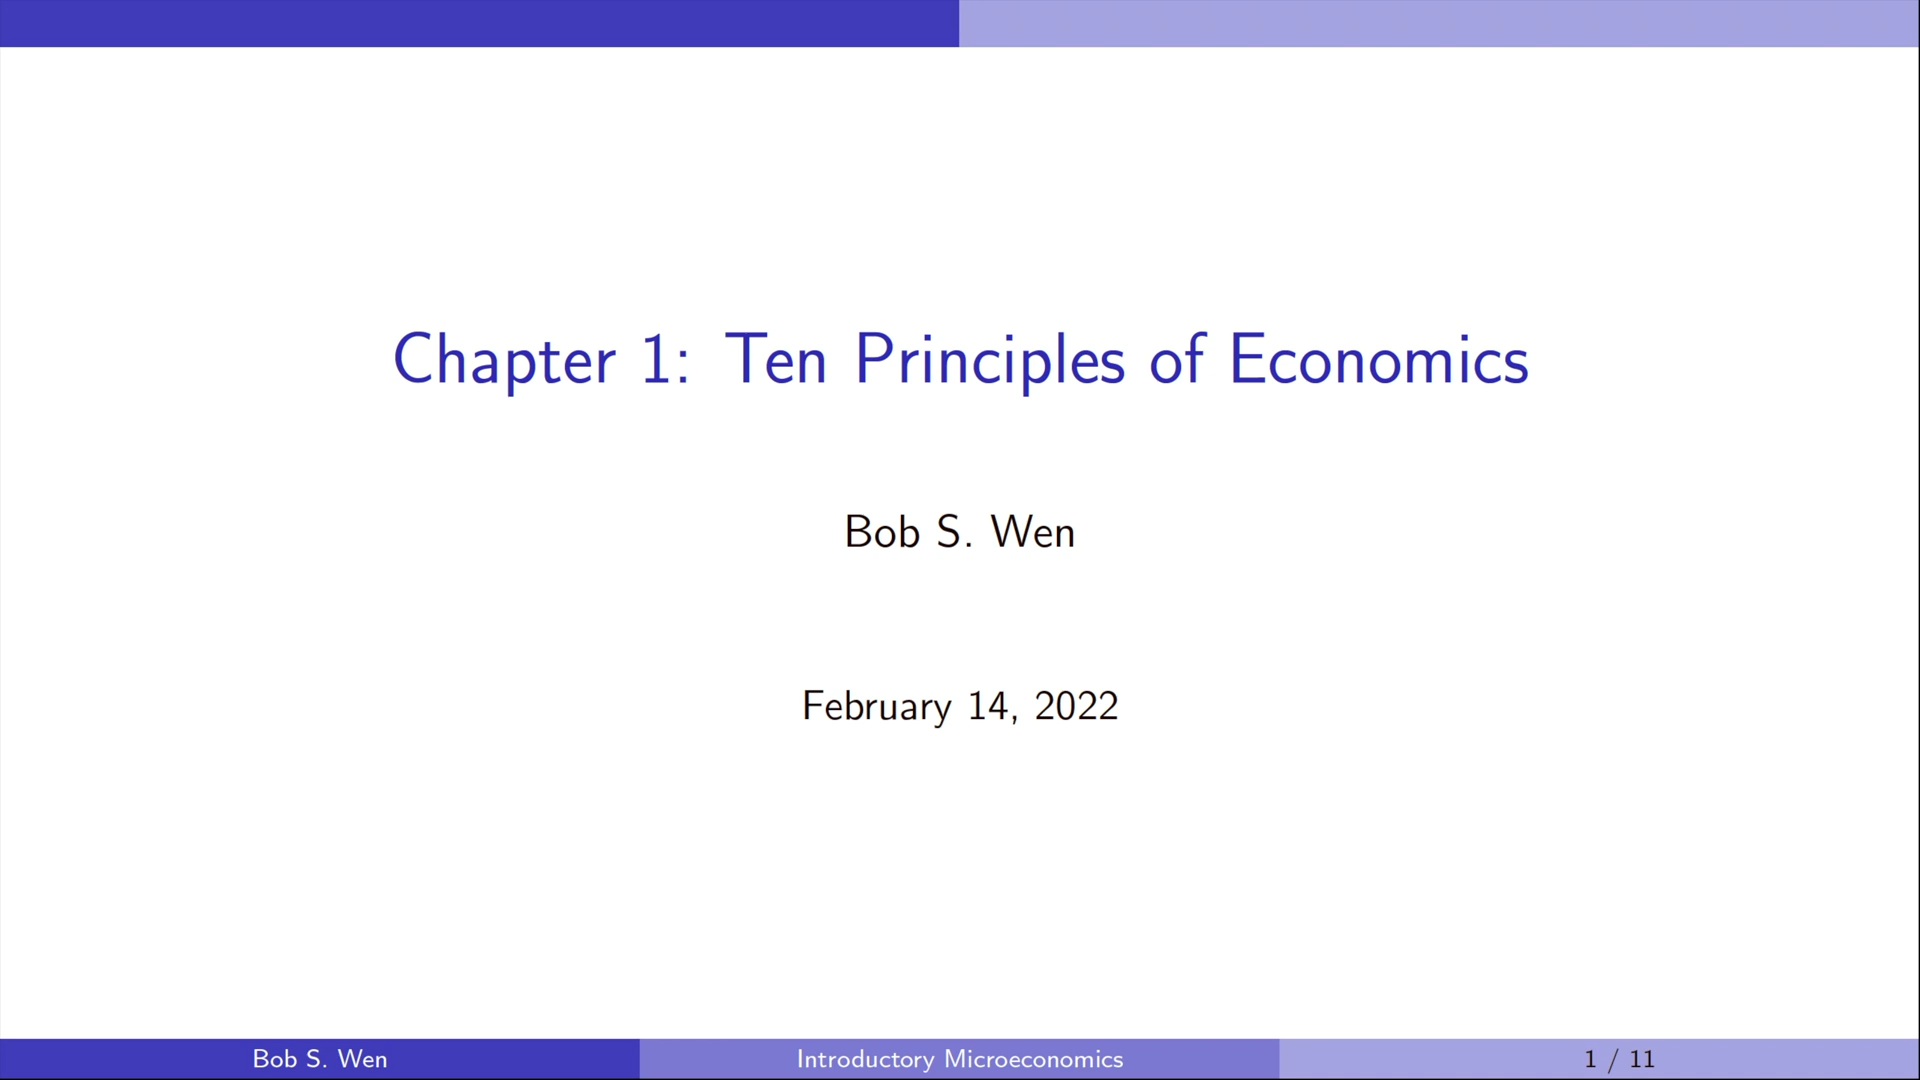 Chapter 1: Ten Principles of Economics
Bob S. Wen
February 14, 2022
Bob S. Wen
Introductory Microeconomics
1 / 11